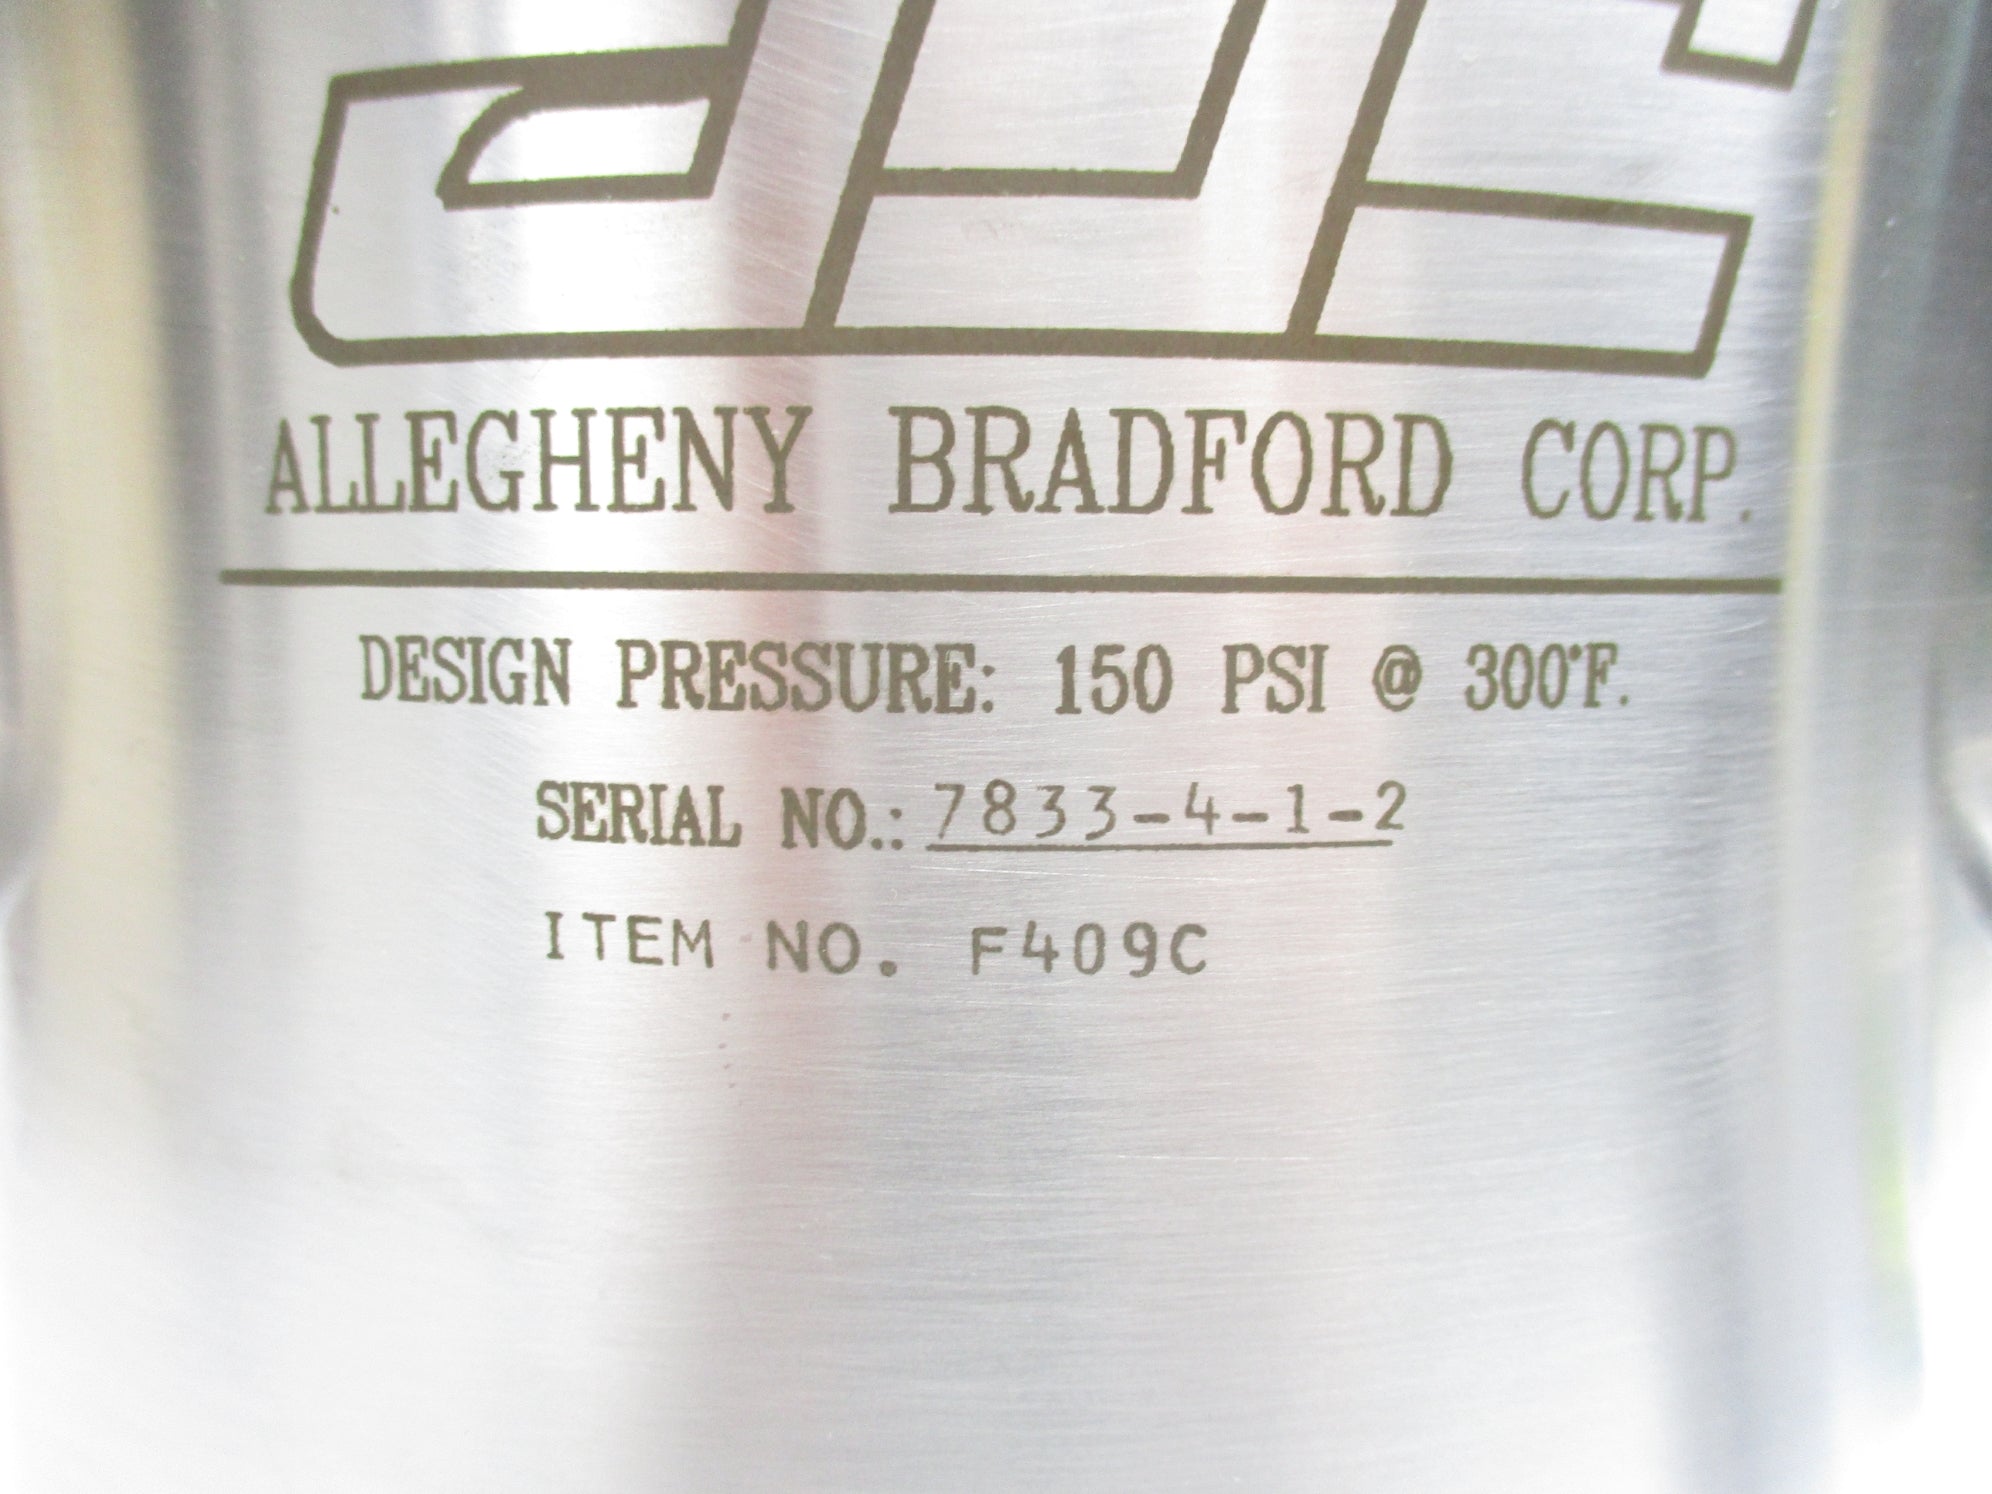 ALLEGHENY BRADFORD CORP.
DESIGN PRESSURE: 150 PSI @ 300°F.
SERIAL NO.: 7833-4-1-2
ITEM NO. F409C